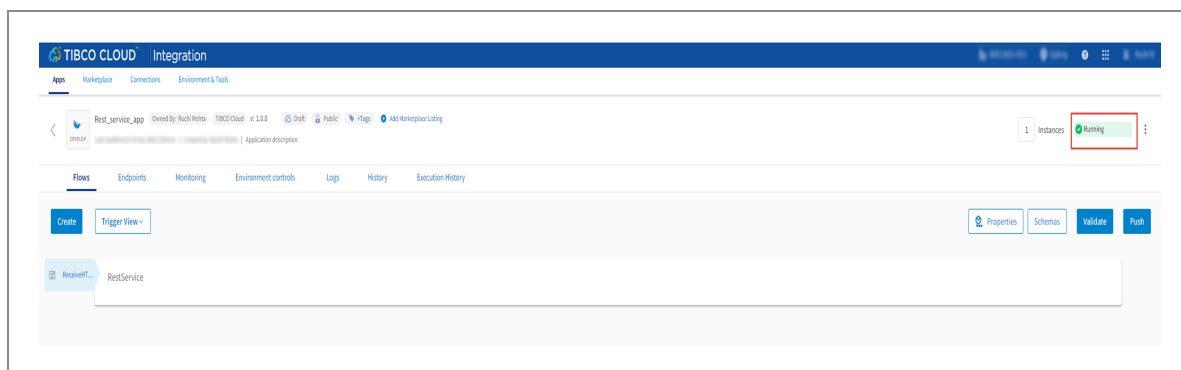 TIBCO CLOUD™ Integration
Apps Marketplace Connections Environment & Tools
Rest_service_app Owned By: Ruchi Mehta TIBCO Cloud v: 1.0.0 Draft Public +Tags Add Marketplace Listing
DEVELOP | Application description
1 Instances Running
Flows Endpoints Monitoring Environment controls Logs History Execution History
Create Trigger View Properties Schemas Validate Push
ReceiveHT... RestService